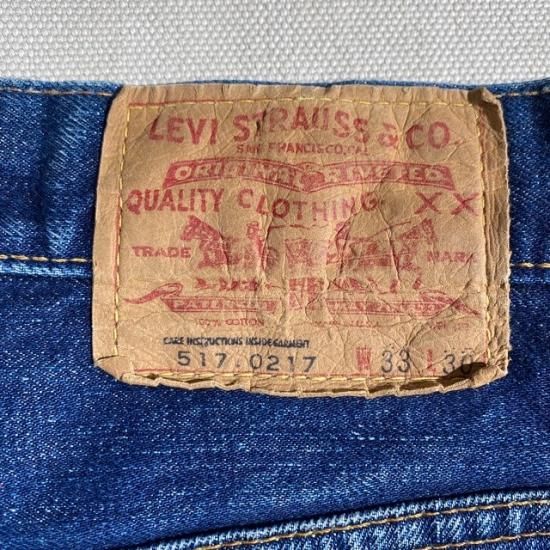 LEVI STRAUSS & CO.
SAN FRANCISCO, CAL.
ORIGINAL RIVETED
QUALITY CLOTHING XX
TRADE MARK
100% COTTON
CARE INSTRUCTIONS INSIDE GARMENT
517.0217 W 33 L 30